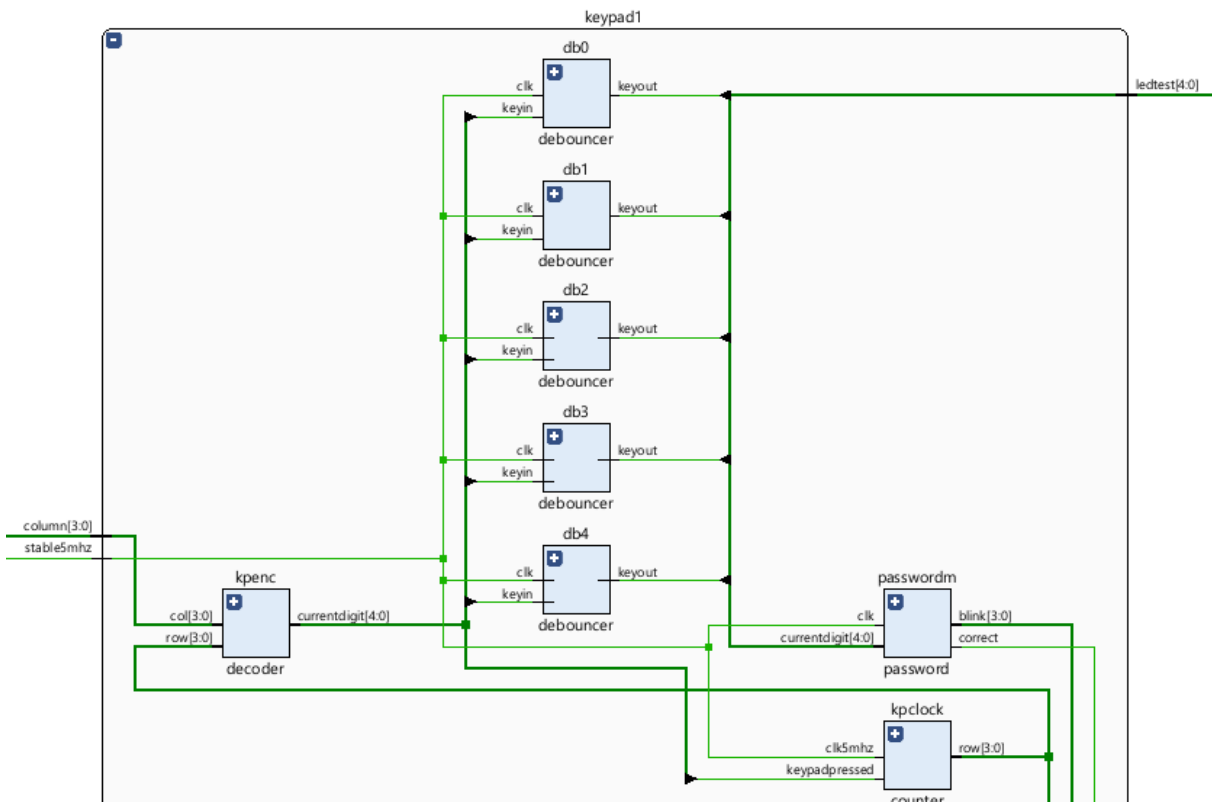 keypad1
db0
clk
keyin
keyout
debouncer
ledtest[4:0]
db1
clk
keyin
keyout
debouncer
db2
clk
keyin
keyout
debouncer
db3
clk
keyin
keyout
debouncer
db4
clk
keyin
keyout
debouncer
column[3:0]
stable5mhz
kpenc
col[3:0]
row[3:0]
currentdigit[4:0]
decoder
passwordm
clk
currentdigit[4:0]
blink[3:0]
correct
password
kpclock
clk5mhz
keypadpressed
row[3:0]
counter